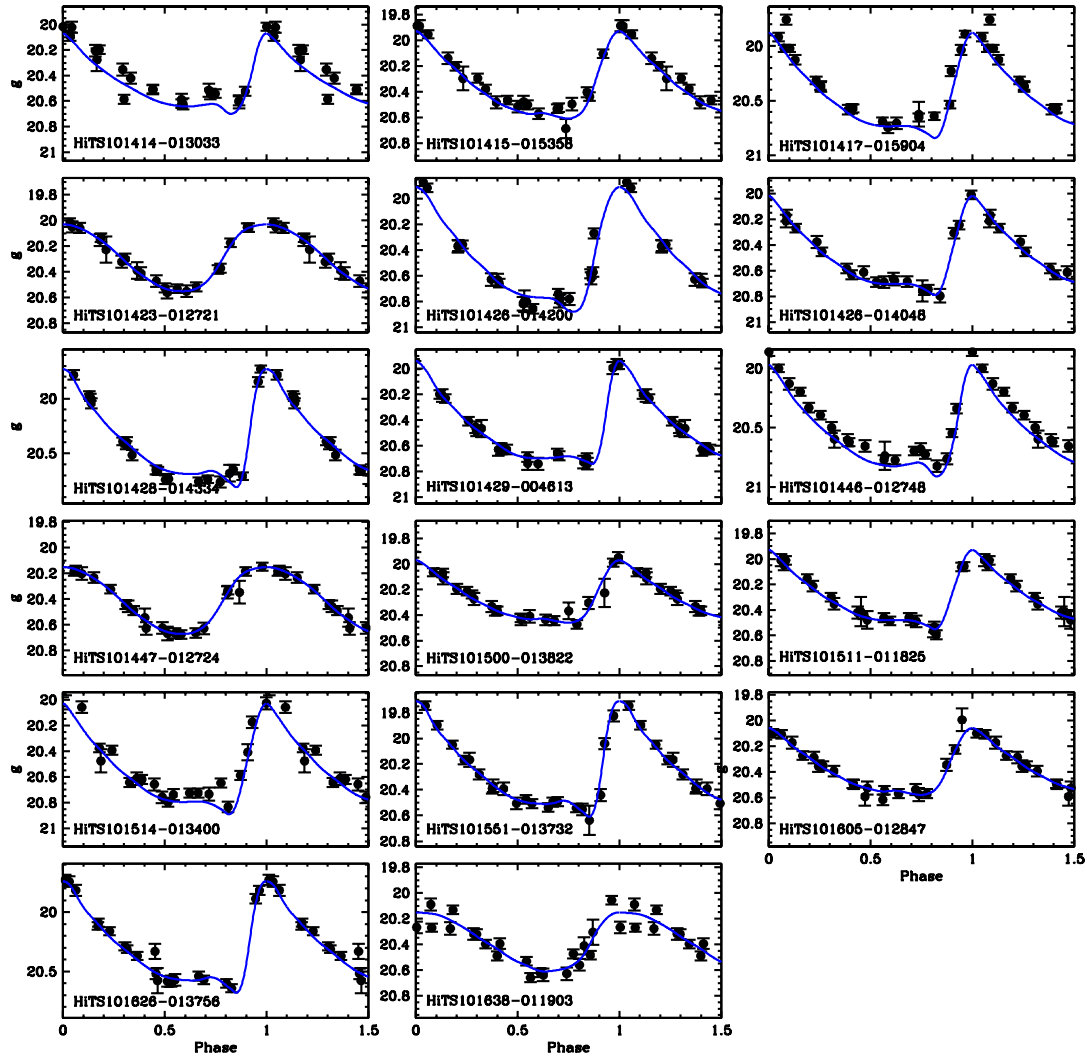 g
20
20.2
20.4
20.6
20.8
21
HiTS101414-013033
19.8
20
20.2
20.4
20.6
20.8
HiTS101415-015358
20
20.5
21
HiTS101417-015904
g
19.8
20
20.2
20.4
20.6
20.8
HiTS101423-012721
20
20.2
20.4
20.6
20.8
21
HiTS101426-014200
19.8
20
20.2
20.4
20.6
20.8
21
HiTS101426-014048
g
20
20.5
HiTS101428-014334
19.8
20
20.2
20.4
20.6
20.8
21
HiTS101429-004613
20
20.5
21
HiTS101446-012748
g
19.8
20
20.2
20.4
20.6
20.8
HiTS101447-012724
19.8
20
20.2
20.4
20.6
20.8
HiTS101500-013822
19.8
20
20.2
20.4
20.6
20.8
HiTS101511-011825
g
20
20.2
20.4
20.6
20.8
21
HiTS101514-013400
19.8
20
20.2
20.4
20.6
HiTS101551-013732
g
19.8
20
20.2
20.4
20.6
20.8
HiTS101605-012847
0 0.5 1 1.5
Phase
g
20
20.5
HiTS101626-013756
0 0.5 1 1.5
Phase
19.8
20
20.2
20.4
20.6
20.8
HiTS101638-011903
0 0.5 1 1.5
Phase